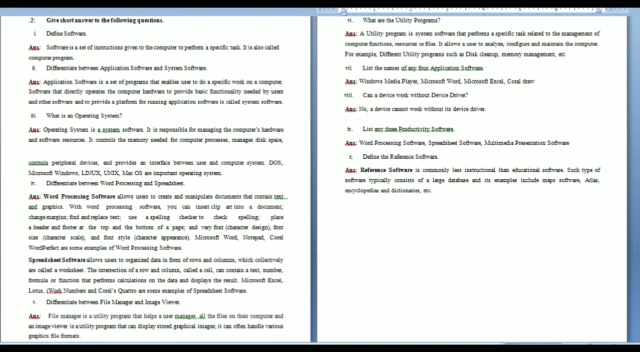 .2: Give short answer to the following questions.
i. Define Software.
Ans: Software is a set of instructions given to the computer to perform a specific task. It is also called
computer program.
ii. Differentiate between Application Software and System Software.
Ans: Application Software is a set of programs that enables user to do a specific work on a computer.
Software that directly operates the computer hardware to provide basic functionality needed by users
and other software and to provide a platform for running application software is called system software.
iii. What is an Operating System?
Ans: Operating System is a system software. It is responsible for managing the computer's hardware
and software resources. It controls the memory needed for computer processes, manages disk space,
controls peripheral devices, and provides an interface between user and computer system. DOS,
Microsoft Windows, LINUX, UNIX, Mac OS are important operating system.
iv. Differentiate between Word Processing and Spreadsheet.
Ans: Word Processing Software allows users to create and manipulate documents that contain text
and graphics. With word processing software, you can insert clip art into a document;
change margins; find and replace text; use a spelling checker to check spelling; place
a header and footer at the top and the bottom of a page; and vary font (character design), font
size (character scale), and font style (character appearance). Microsoft Word, Notepad, Corel
WordPerfect are some examples of Word Processing Software.
Spreadsheet Software allows users to organized data in form of rows and columns, which collectively
are called a worksheet. The intersection of a row and column, called a cell, can contain a text, number,
formula or function that performs calculations on the data and displays the result. Microsoft Excel,
Lotus, iWork Numbers and Corel's Quattro are some examples of Spreadsheet Software.
v. Differentiate between File Manager and Image Viewer.
Ans: File manager is a utility program that helps a user manages all the files on their computer and
an image viewer is a utility program that can display stored graphical images; it can often handle various
graphics file formats.
vi. What are the Utility Programs?
Ans: A Utility program is system software that performs a specific task related to the management of
computer functions, resources or files. It allows a user to analyze, configure and maintain the computer.
For example, Different Utility programs such as Disk cleanup, Memory management, etc
vii. List the names of any four Application Software.
Ans: Windows Media Player, Microsoft Word, Microsoft Excel, Coral draw
viii. Can a device work without Device Driver?
Ans: No, a device cannot work without its device driver.
ix. List any three Productivity Software.
Ans: Word Processing Software, Spreadsheet Software, Multimedia Presentation Software
x. Define the Reference Software.
Ans: Reference Software is commonly less instructional than educational software. Such type of
software typically consists of a large database and its examples include maps software, Atlas,
encyclopedias and dictionaries, etc.